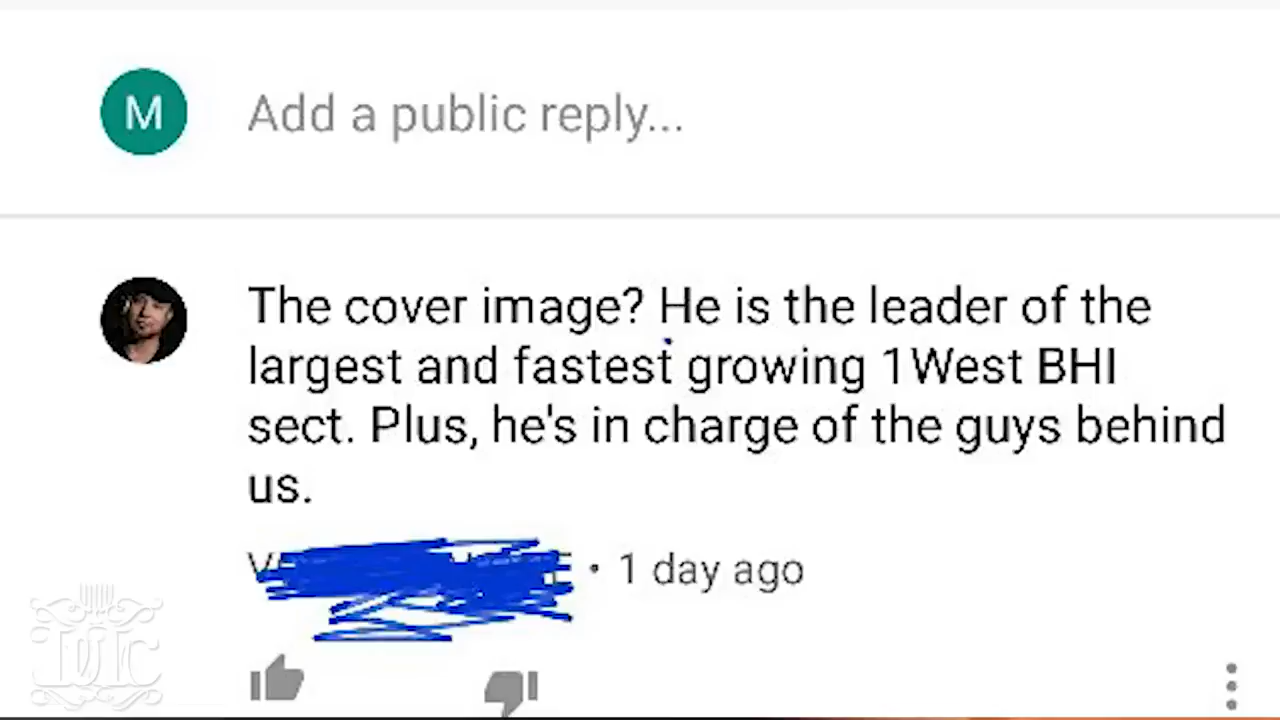 M
Add a public reply...
The cover image? He is the leader of the
largest and fastest growing 1West BHI
sect. Plus, he's in charge of the guys behind
us.
• 1 day ago
IUIC